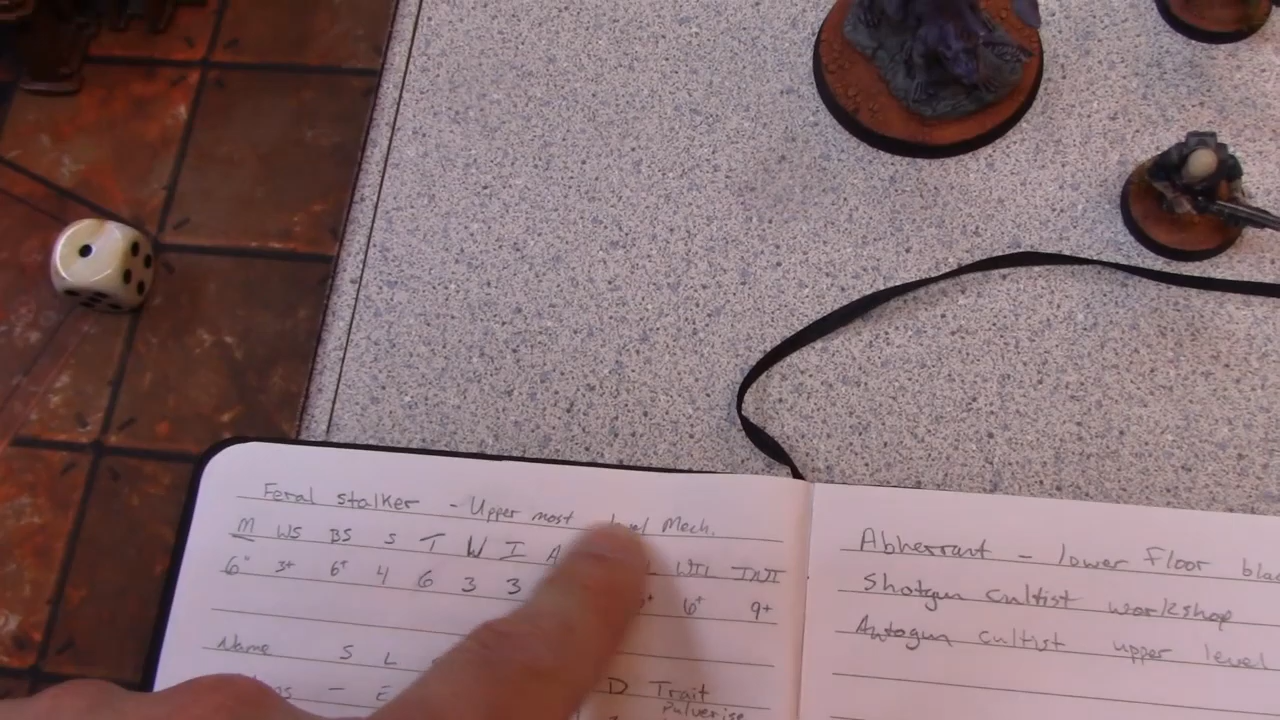 Feral stalker - Upper most level Mech.
M WS BS S T W I A WIL INT
6" 3+ 6+ 4 6 3 3 6+ 9+
Name S L D Trait
- E Pulverise
Abherrant - lower Floor
Shotgun cultist workshop
Autogun cultist upper level